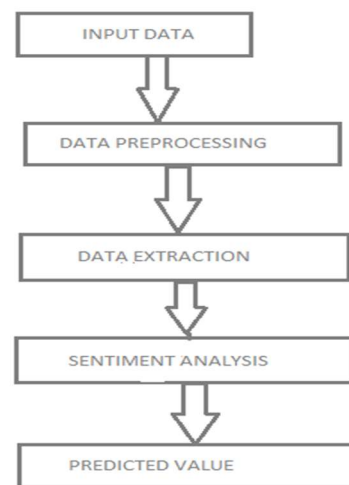 INPUT DATA
DATA PREPROCESSING
DATA EXTRACTION
SENTIMENT ANALYSIS
PREDICTED VALUE